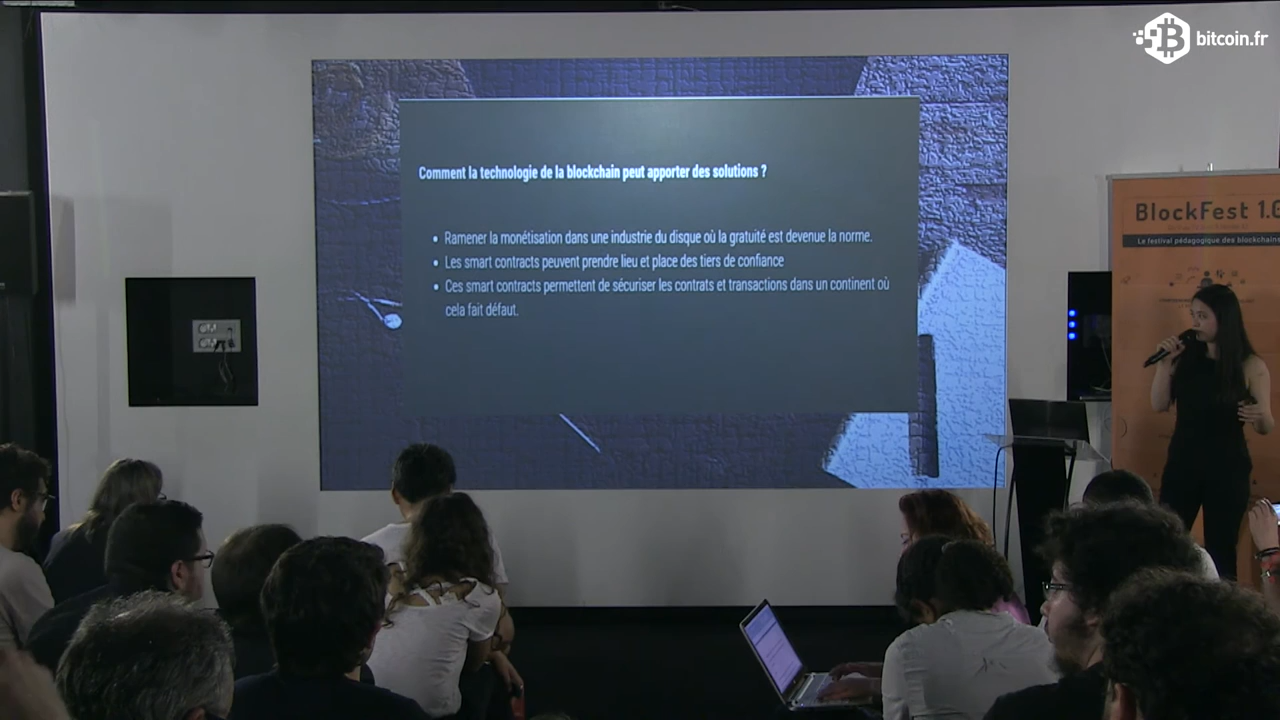 bitcoin.fr
Comment la technologie de la blockchain peut apporter des solutions ?
• Ramener la monétisation dans une industrie du disque où la gratuité est devenue la norme.
• Les smart contracts peuvent prendre lieu et place des tiers de confiance
• Ces smart contracts permettent de sécuriser les contrats et transactions dans un continent où
cela fait défaut.
BlockFest 1.0
Le festival pédagogique des blockchains